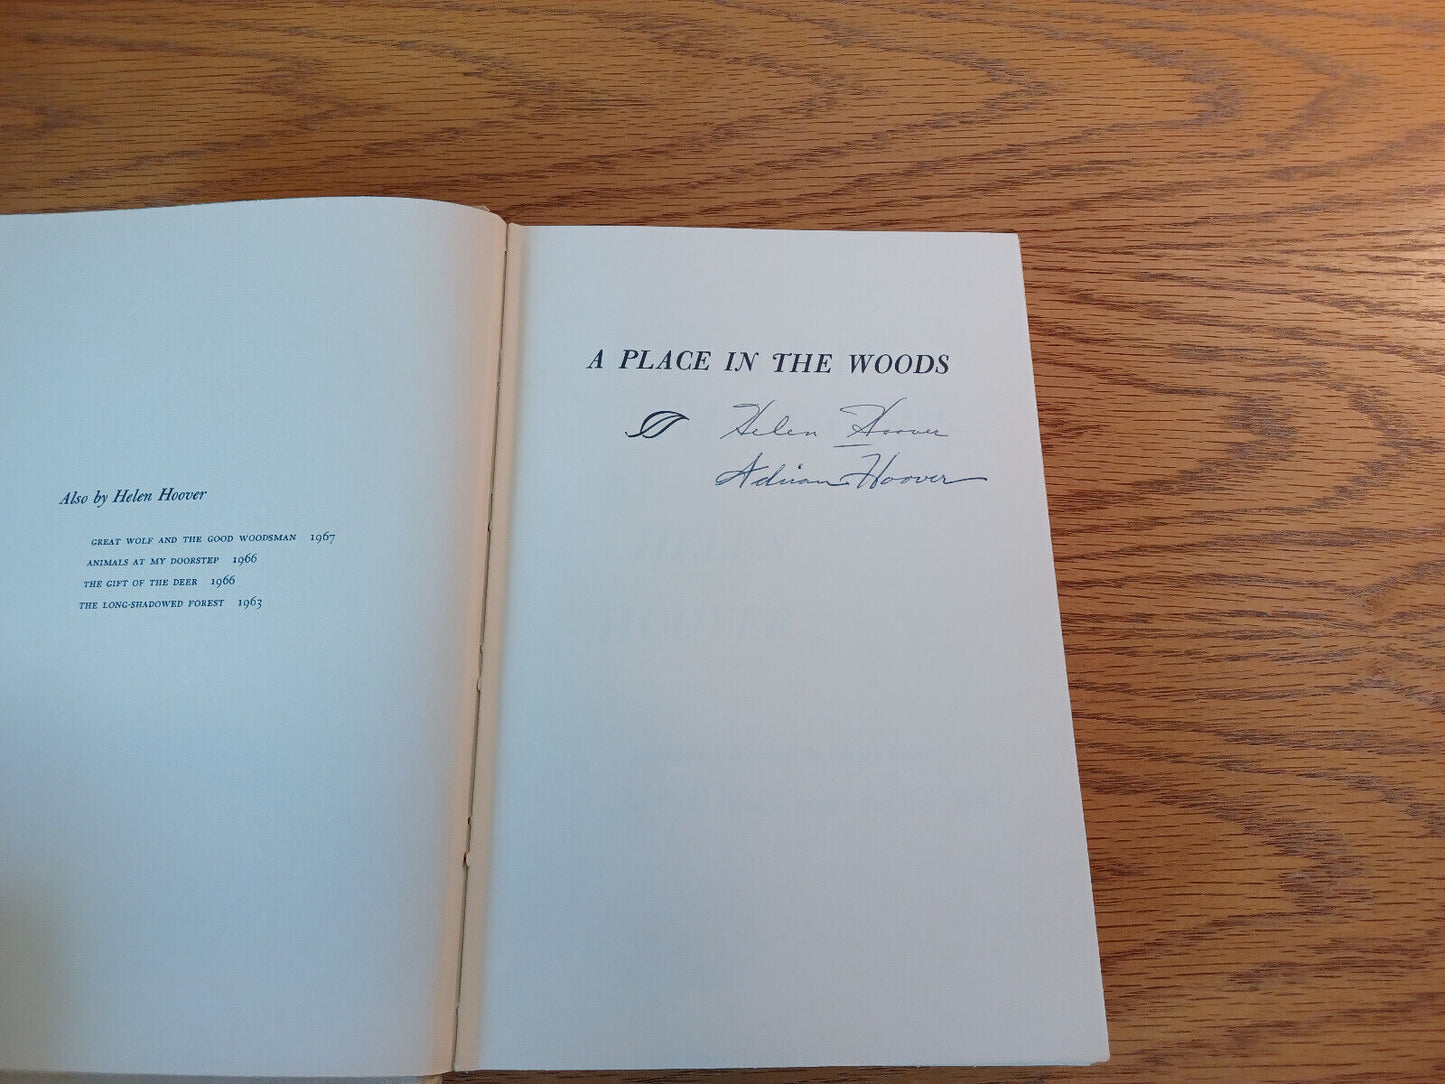 Also by Helen Hoover
GREAT WOLF AND THE GOOD WOODSMAN 1967
ANIMALS AT MY DOORSTEP 1966
THE GIFT OF THE DEER 1966
THE LONG-SHADOWED FOREST 1963
A PLACE IN THE WOODS
Helen Hoover
Adrian Hoover